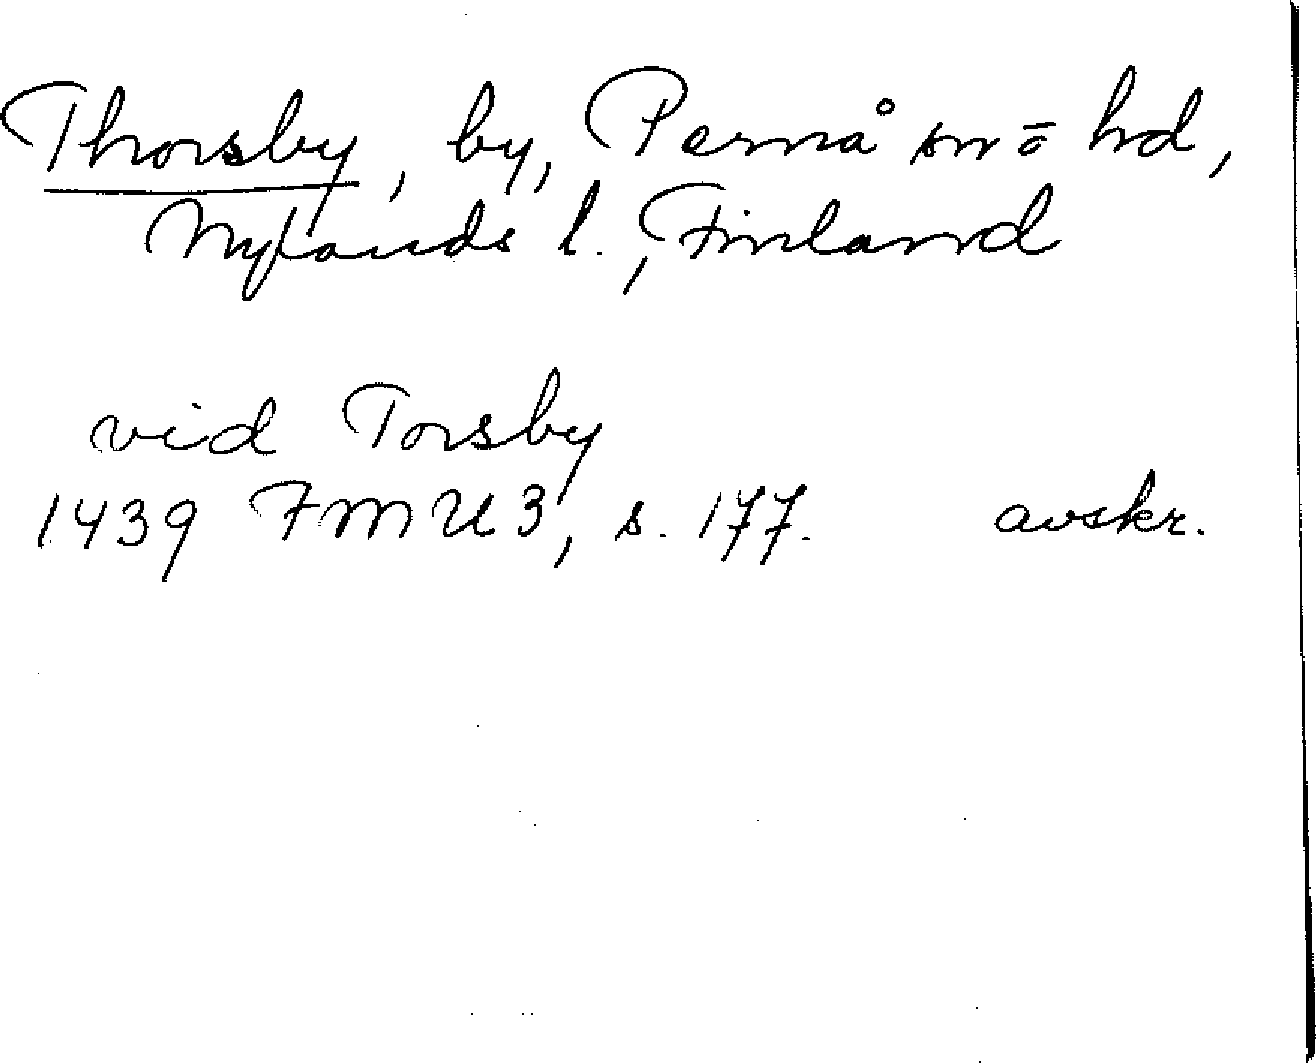 Thorsby, by, Pernå sn o hd,
Nylands l., Finland
vid Torsby
1439 FMU 3, s. 177. avskr.